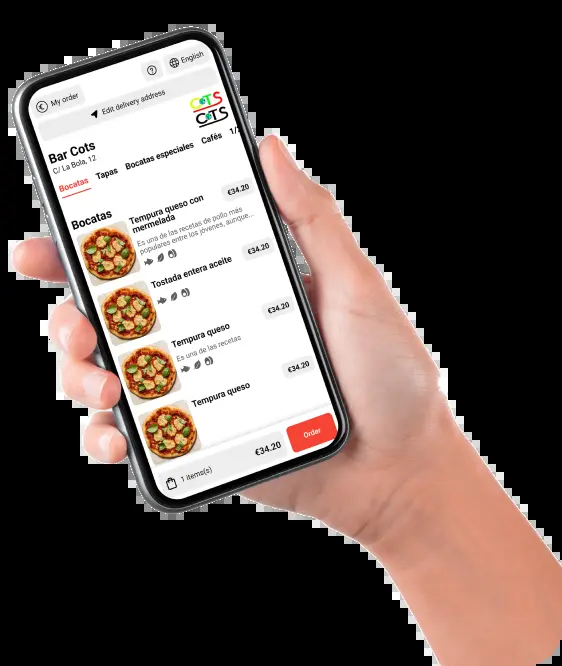 My order
English
Edit delivery address
COTS
COTS
Bar Cots
C/ La Bola, 12
Bocatas
Tapas
Bocatas especiales
Cafés
1/
Bocatas
Tempura queso con
mermelada
€34.20
Es una de las recetas de pollo más
populares entre los jóvenes, aunque...
Tostada entera aceite
€34.20
Tempura queso
€34.20
Es una de las recetas
Tempura queso
€34.20
1 items(s)
€34.20
Order